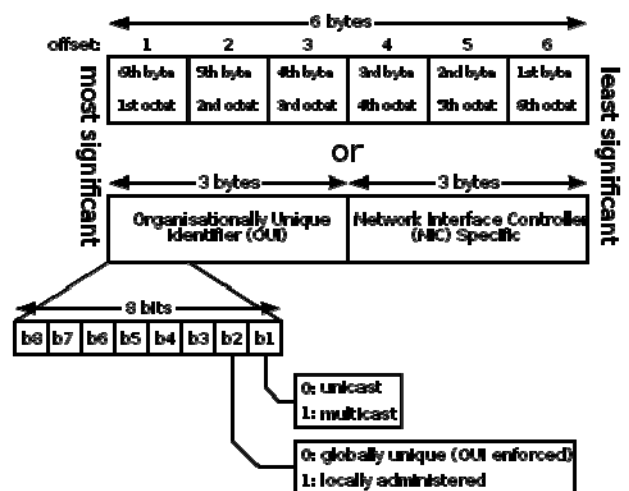 6 bytes
offset: 1 2 3 4 5 6
6th byte 5th byte 4th byte 3rd byte 2nd byte 1st byte
1st octet 2nd octet 3rd octet 4th octet 5th octet 6th octet
most significant
least significant
or
3 bytes 3 bytes
Organisationally Unique Network Interface Controller
Identifier (OUI) (NIC) Specific
8 bits
b8 b7 b6 b5 b4 b3 b2 b1
0: unicast
1: multicast
0: globally unique (OUI enforced)
1: locally administered